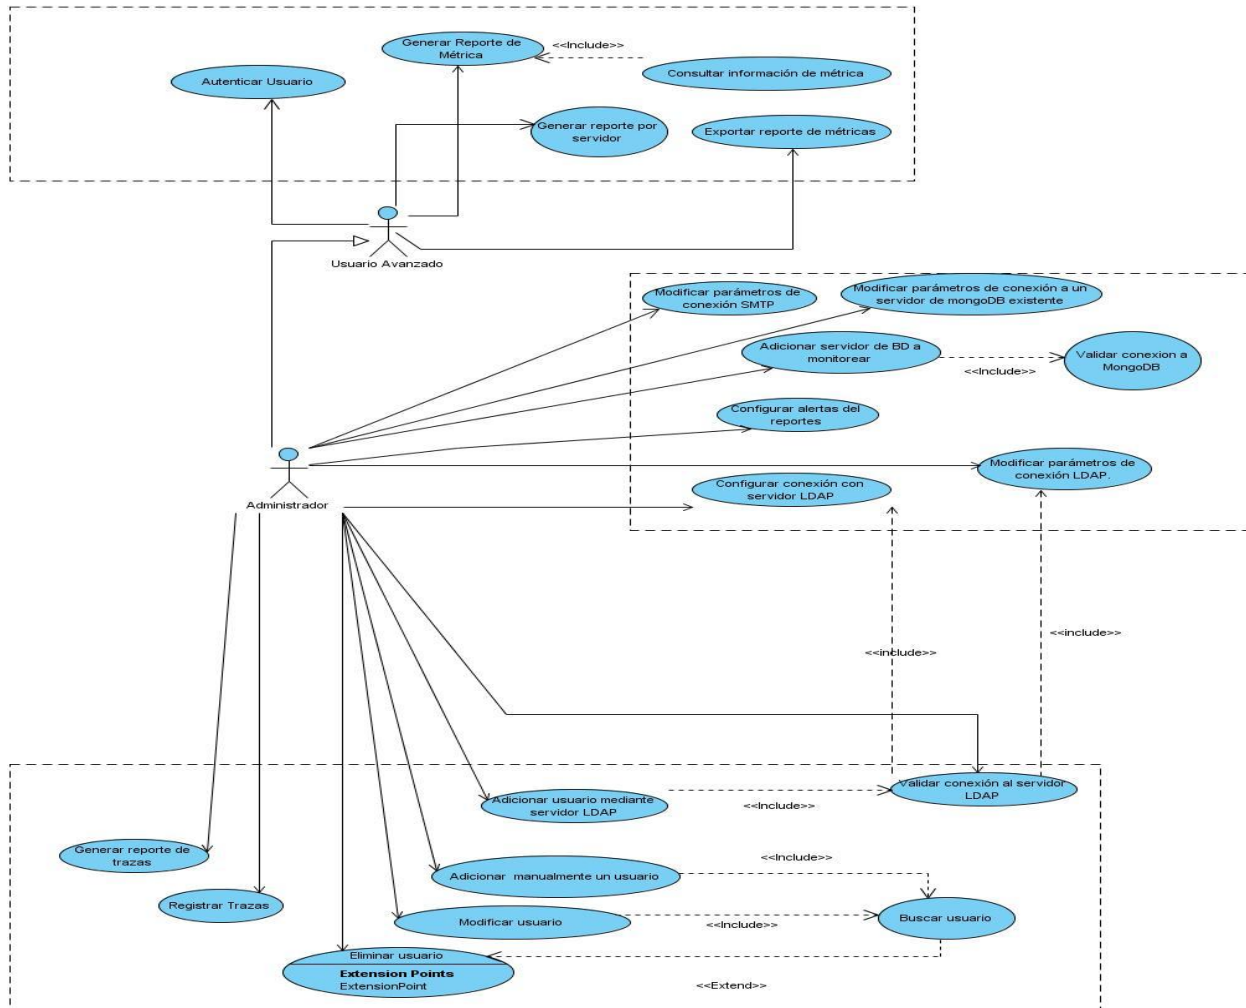 Generar Reporte de
Métrica
<<Include>>
Consultar información de métrica
Autenticar Usuario
Generar reporte por
servidor
Exportar reporte de métricas
Usuario Avanzado
Modificar parámetros de
conexión SMTP
Modificar parámetros de conexión a un
servidor de mongoDB existente
Adicionar servidor de BD a
monitorear
<<Include>>
Validar conexion a
MongoDB
Configurar alertas del
reportes
Modificar parámetros de
conexión LDAP.
Configurar conexión con
servidor LDAP
Administrador
<<include>>
<<include>>
Validar conexión al servidor
LDAP
Adicionar usuario mediante
servidor LDAP
<<Include>>
Generar reporte de
trazas
<<Include>>
Adicionar manualmente un usuario
Registrar Trazas
Modificar usuario
<<Include>>
Buscar usuario
Eliminar usuario
Extension Points
ExtensionPoint
<<Extend>>